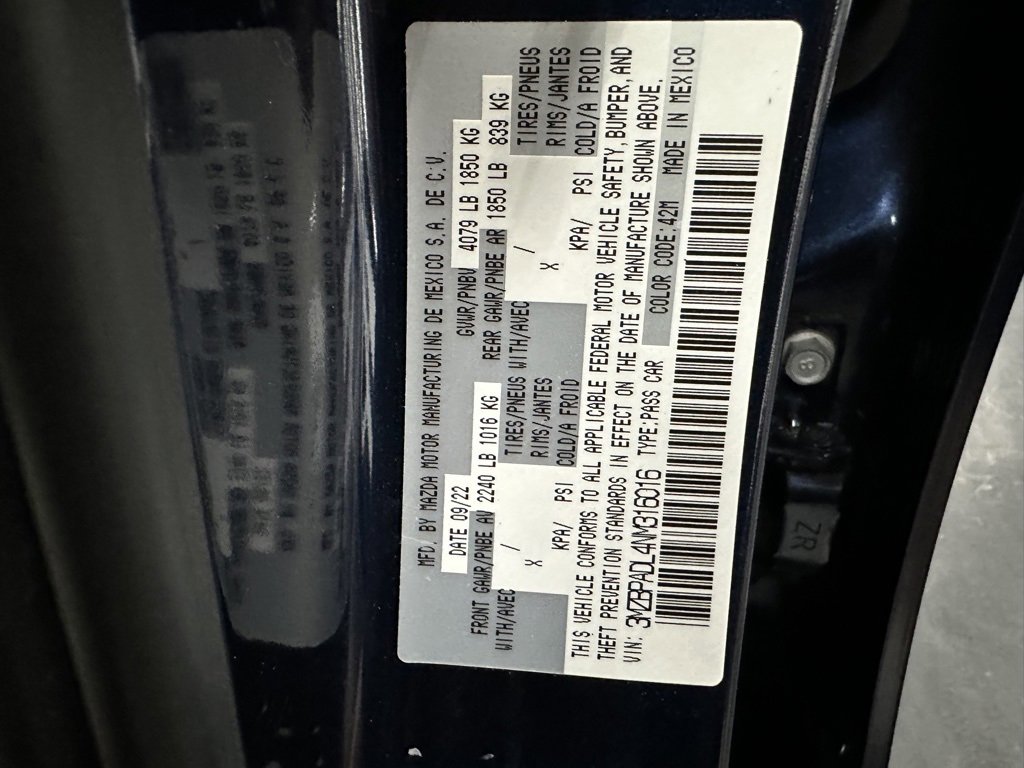 MFD. BY MAZDA MOTOR MANUFACTURING DE MEXICO S.A. DE C.V.
DATE 09/22 GVWR/PNBV 4079 LB 1850 KG
FRONT GAWR/PNBE AV 2240 LB 1016 KG REAR GAWR/PNBE AR 1850 LB 839 KG
WITH/AVEC TIRES/PNEUS WITH/AVEC TIRES/PNEUS
X / RIMS/JANTES X / RIMS/JANTES
KPA/ PSI COLD/A FROID KPA/ PSI COLD/A FROID
THIS VEHICLE CONFORMS TO ALL APPLICABLE FEDERAL MOTOR VEHICLE SAFETY, BUMPER, AND
THEFT PREVENTION STANDARDS IN EFFECT ON THE DATE OF MANUFACTURE SHOWN ABOVE.
VIN: 3MZBPADL4NM316016 TYPE:PASS CAR COLOR CODE:42M MADE IN MEXICO
ZR